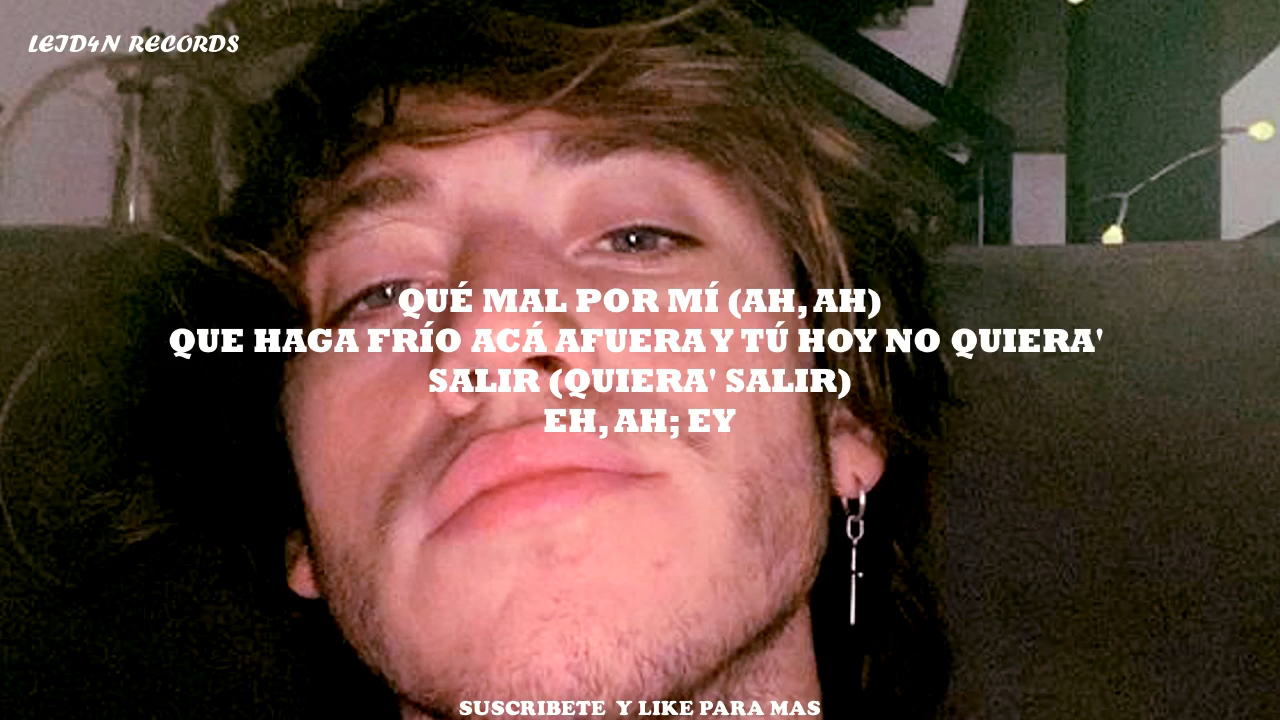 LEID4N RECORDS
QUÉ MAL POR MÍ (AH, AH)
QUE HAGA FRÍO ACÁ AFUERA Y TÚ HOY NO QUIERA'
SALIR (QUIERA' SALIR)
EH, AH; EY
SUSCRIBETE Y LIKE PARA MAS